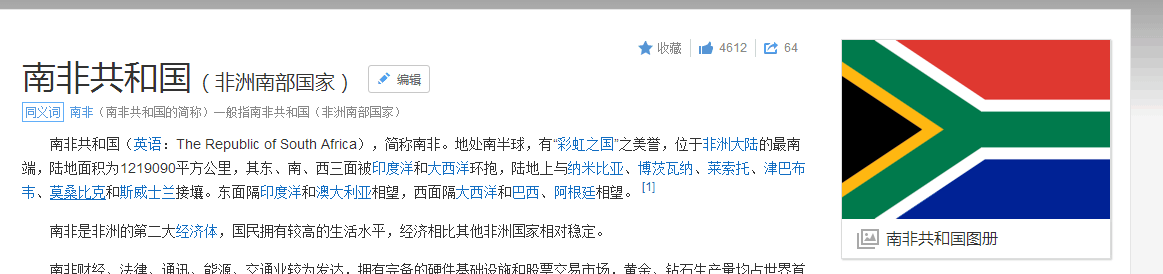 收藏 4612 64
南非共和国（非洲南部国家） 编辑
同义词 南非（南非共和国的简称）一般指南非共和国（非洲南部国家）
南非共和国（英语：The Republic of South Africa），简称南非。地处南半球，有“彩虹之国”之美誉，位于非洲大陆的最南
端，陆地面积为1219090平方公里，其东、南、西三面被印度洋和大西洋环抱，陆地上与纳米比亚、博茨瓦纳、莱索托、津巴布
韦、莫桑比克和斯威士兰接壤。东面隔印度洋和澳大利亚相望，西面隔大西洋和巴西、阿根廷相望。 [1]
南非共和国图册
南非是非洲的第二大经济体，国民拥有较高的生活水平，经济相比其他非洲国家相对稳定。
南非财经、法律、通讯、能源、交通业较为发达，拥有完备的硬件基础设施和股票交易市场，黄金、钻石生产量均占世界首